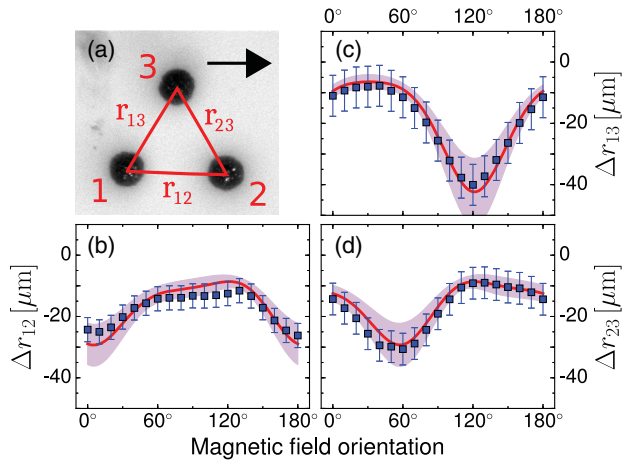 0° 60° 120° 180°
(a)
3
r13
r23
1
r12
2
(c)
-0
-20
-40
Δr13 [μm]
(b)
0
-20
-40
Δr12 [μm]
0° 60° 120° 180°
(d)
0
-20
-40
Δr23 [μm]
0° 60° 120° 180°
Magnetic field orientation